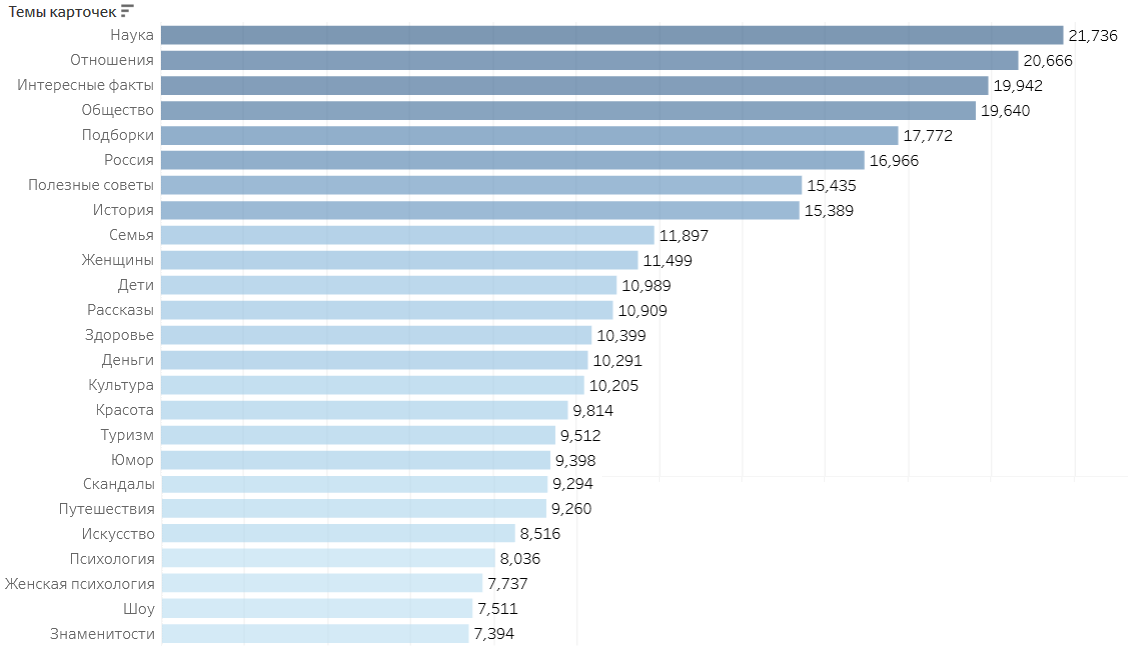 Темы карточек
Наука 21,736
Отношения 20,666
Интересные факты 19,942
Общество 19,640
Подборки 17,772
Россия 16,966
Полезные советы 15,435
История 15,389
Семья 11,897
Женщины 11,499
Дети 10,989
Рассказы 10,909
Здоровье 10,399
Деньги 10,291
Культура 10,205
Красота 9,814
Туризм 9,512
Юмор 9,398
Скандалы 9,294
Путешествия 9,260
Искусство 8,516
Психология 8,036
Женская психология 7,737
Шоу 7,511
Знаменитости 7,394